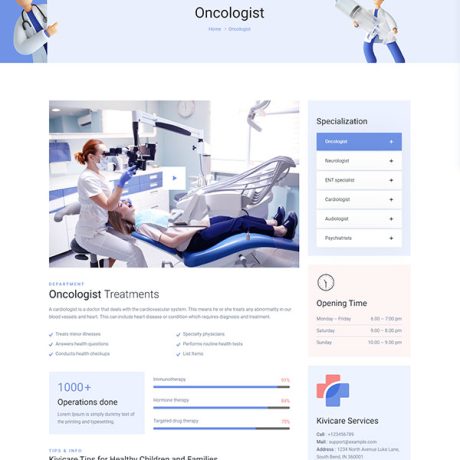 Oncologist
Home › Oncologist
Specialization
Oncologist +
Neurologist +
ENT specialist +
Cardiologist +
Audiologist +
Psychiatrists +
DEPARTMENT
Oncologist Treatments
A cardiologist is a doctor that deals with the cardiovascular system. This means he or she treats any abnormality in our
blood vessels and heart. This can include heart disease or condition which requires diagnose and treatment.
Treats minor illnesses
Specialty physicians
Answers health questions
Performs routine health tests
Conducts health checkups
List Items
Opening Time
Monday – Friday 6.00 – 7:00 pm
Saturday 9.00 – 8.00 pm
Sunday 10.00 – 9.00 pm
1000+
Operations done
Lorem Ipsum is simply dummy text of
the printing and typesetting.
Immunotherapy
Hormone therapy
Targeted drug therapy
Kivicare Services
Call : +123456789
Mail : support@example.com
Address : 1234 North Avenue Luke Lane,
South Bend, IN 360001
TIPS & INFO
Kivicare Tips for Healthy Children and Families